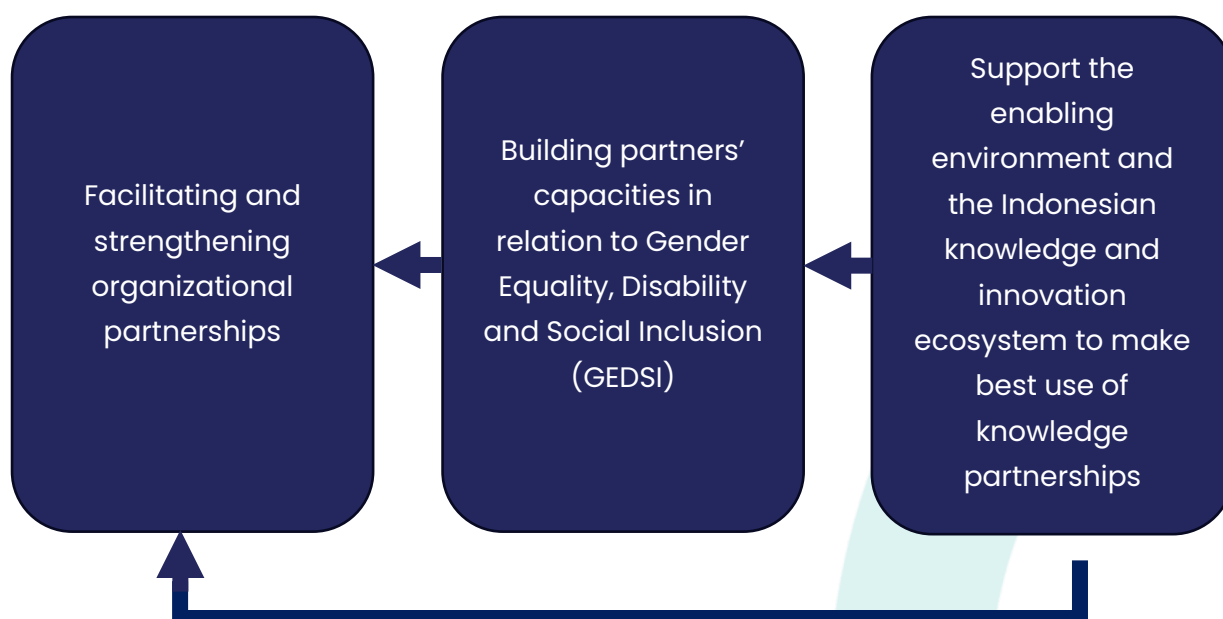 Facilitating and
strengthening
organizational
partnerships
Building partners’
capacities in
relation to Gender
Equality, Disability
and Social Inclusion
(GEDSI)
Support the
enabling
environment and
the Indonesian
knowledge and
innovation
ecosystem to make
best use of
knowledge
partnerships